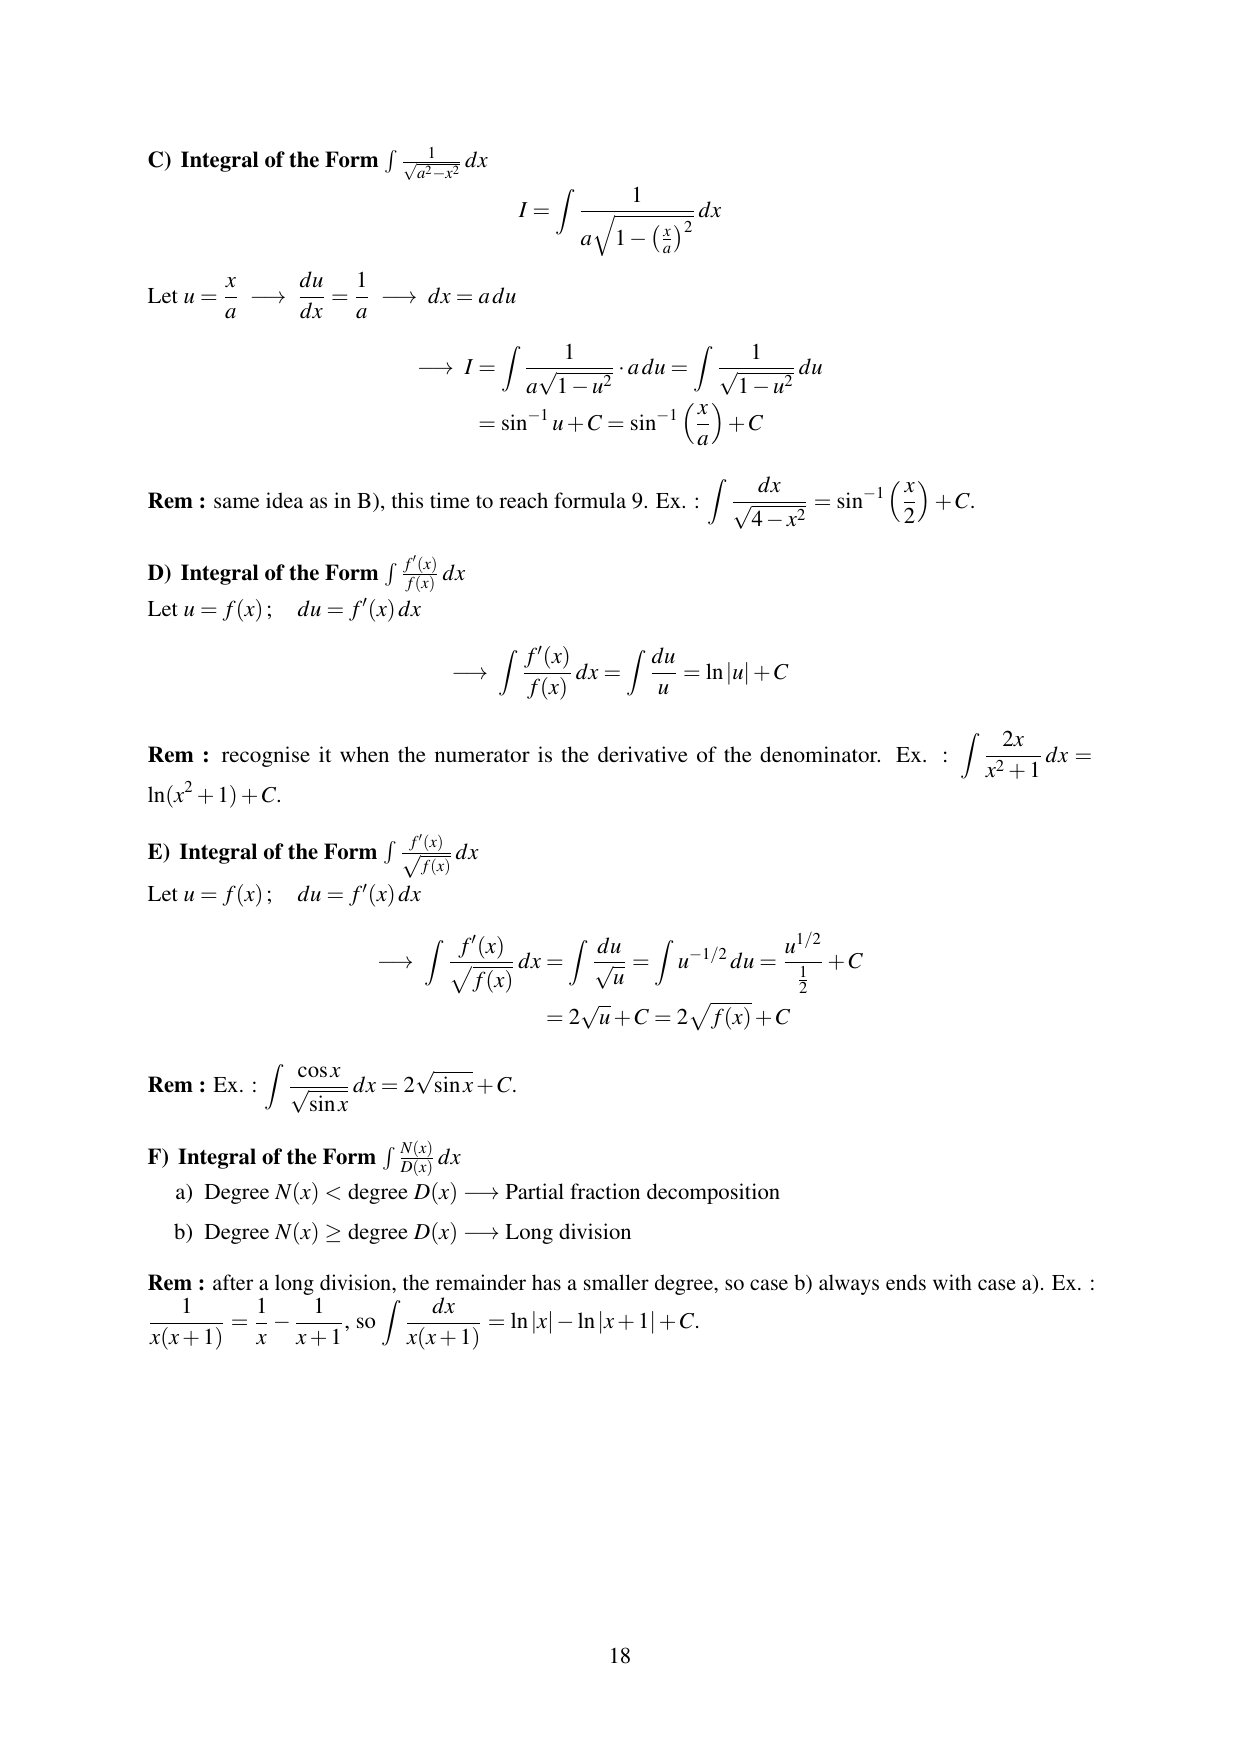 C) Integral of the Form ∫ 1/√(a²−x²) dx
I = ∫ 1/(a√(1 − (x/a)²)) dx
Let u = x/a ⟶ du/dx = 1/a ⟶ dx = a du
⟶ I = ∫ 1/(a√(1 − u²)) · a du = ∫ 1/√(1 − u²) du
= sin⁻¹ u + C = sin⁻¹ (x/a) + C
Rem : same idea as in B), this time to reach formula 9. Ex. : ∫ dx/√(4 − x²) = sin⁻¹ (x/2) + C.
D) Integral of the Form ∫ f′(x)/f(x) dx
Let u = f(x) ; du = f′(x) dx
⟶ ∫ f′(x)/f(x) dx = ∫ du/u = ln |u| + C
Rem : recognise it when the numerator is the derivative of the denominator. Ex. : ∫ 2x/(x² + 1) dx =
ln(x² + 1) + C.
E) Integral of the Form ∫ f′(x)/√(f(x)) dx
Let u = f(x) ; du = f′(x) dx
⟶ ∫ f′(x)/√(f(x)) dx = ∫ du/√u = ∫ u^(−1/2) du = u^(1/2)/(1/2) + C
= 2√u + C = 2√(f(x)) + C
Rem : Ex. : ∫ cos x/√(sin x) dx = 2√(sin x) + C.
F) Integral of the Form ∫ N(x)/D(x) dx
a) Degree N(x) < degree D(x) ⟶ Partial fraction decomposition
b) Degree N(x) ≥ degree D(x) ⟶ Long division
Rem : after a long division, the remainder has a smaller degree, so case b) always ends with case a). Ex. :
1/(x(x + 1)) = 1/x − 1/(x + 1), so ∫ dx/(x(x + 1)) = ln |x| − ln |x + 1| + C.
18